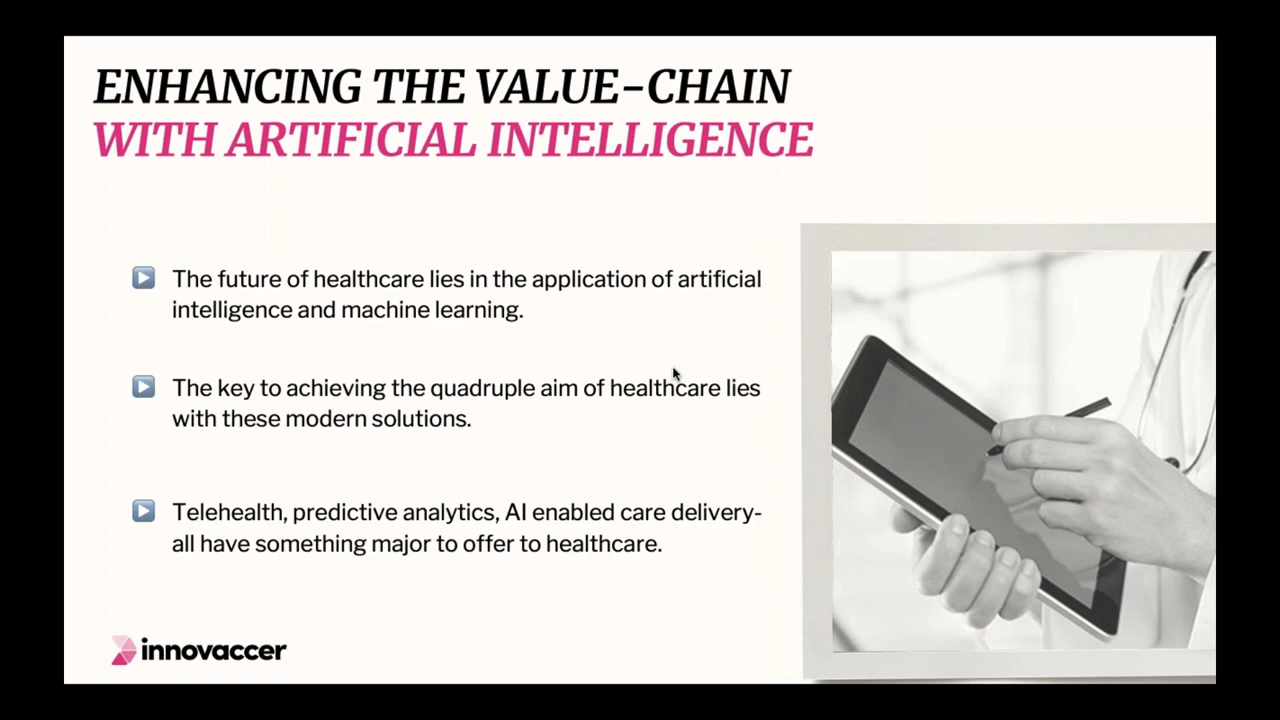 ENHANCING THE VALUE-CHAIN
WITH ARTIFICIAL INTELLIGENCE
The future of healthcare lies in the application of artificial
intelligence and machine learning.
The key to achieving the quadruple aim of healthcare lies
with these modern solutions.
Telehealth, predictive analytics, AI enabled care delivery-
all have something major to offer to healthcare.
innovaccer